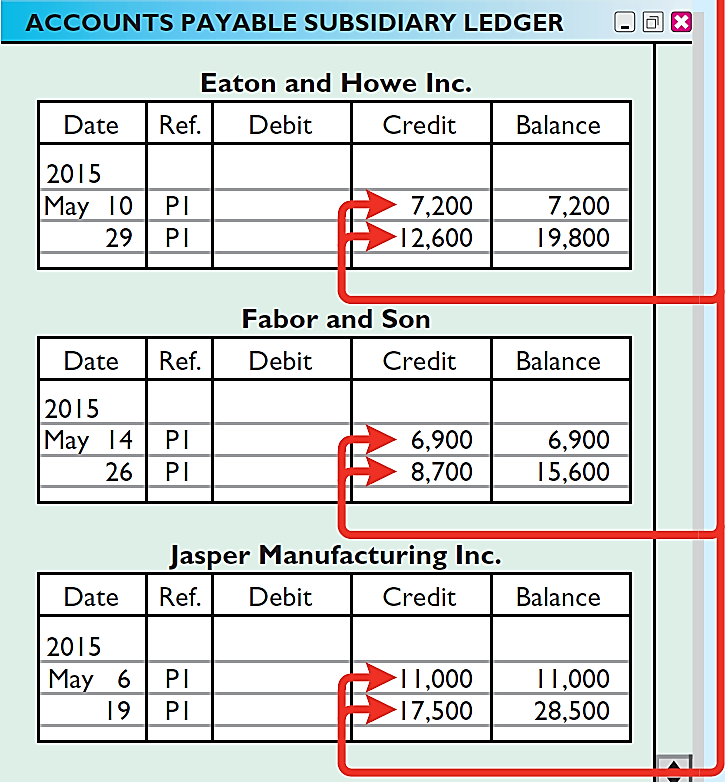 ACCOUNTS PAYABLE SUBSIDIARY LEDGER
Eaton and Howe Inc.
Date Ref. Debit Credit Balance
2015
May 10 P1 7,200 7,200
29 P1 12,600 19,800
Fabor and Son
Date Ref. Debit Credit Balance
2015
May 14 P1 6,900 6,900
26 P1 8,700 15,600
Jasper Manufacturing Inc.
Date Ref. Debit Credit Balance
2015
May 6 P1 11,000 11,000
19 P1 17,500 28,500